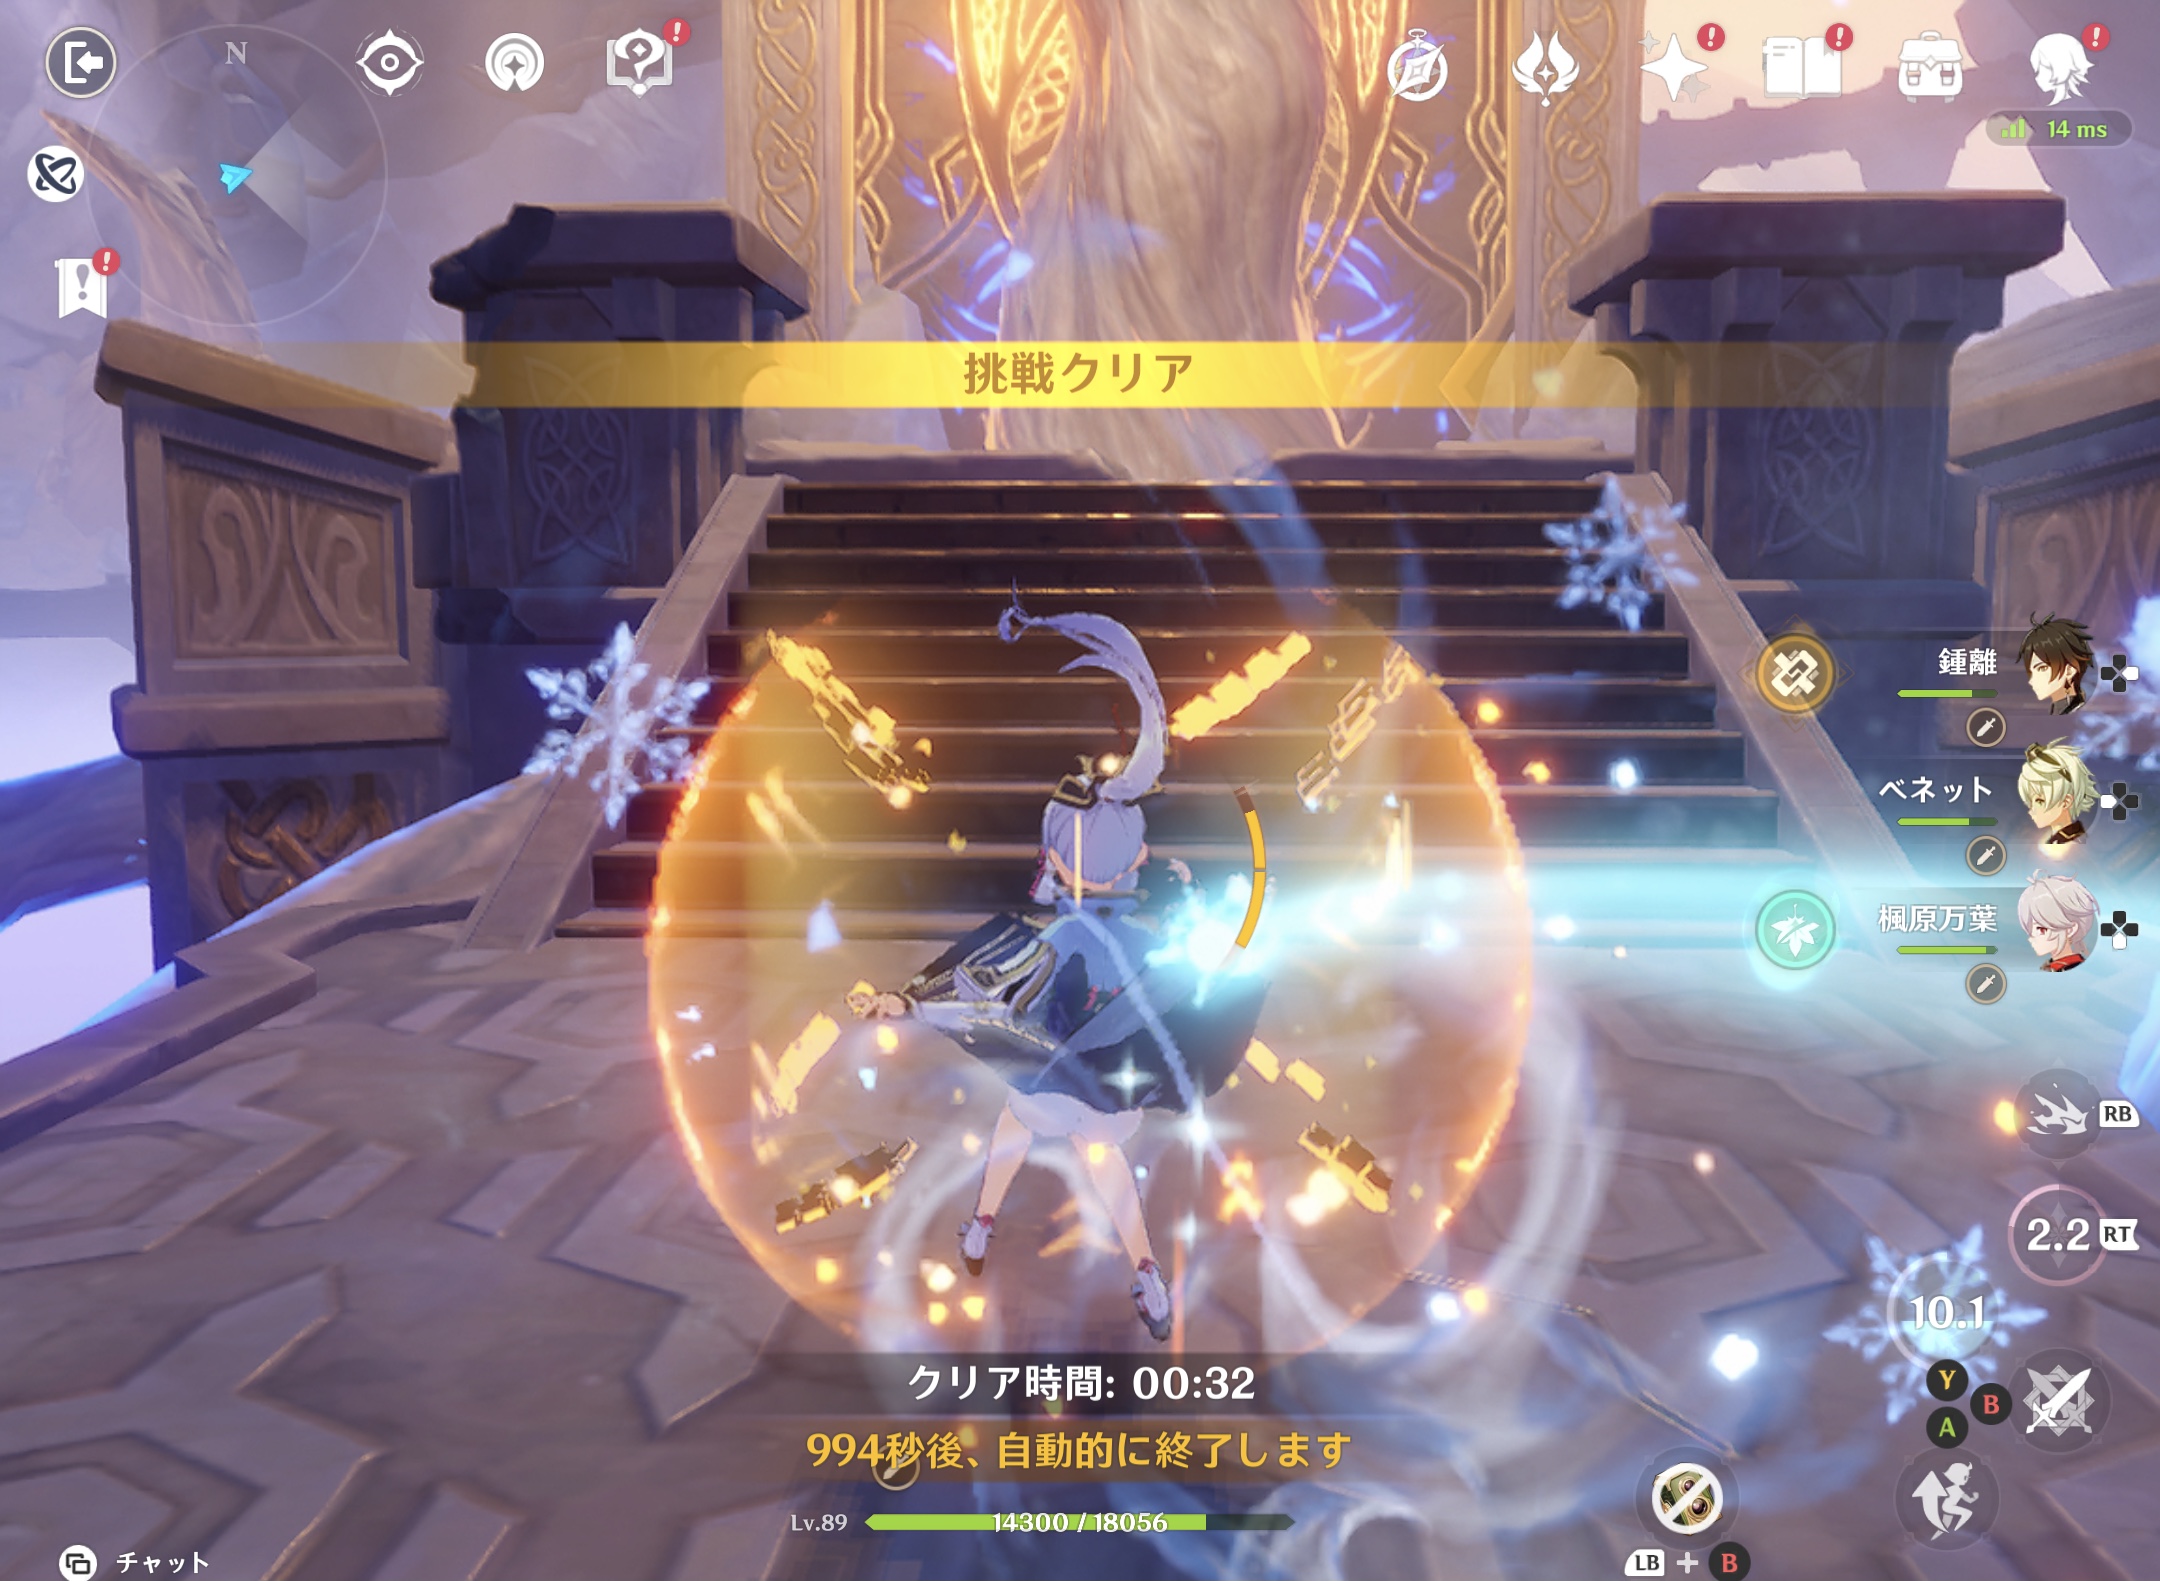 N
14 ms
挑戦クリア
鍾離
ベネット
楓原万葉
RB
2.2 RT
10.1
Y
B
A
クリア時間: 00:32
994秒後、自動的に終了します
Lv.89 14300 / 18056
LB + B
チャット